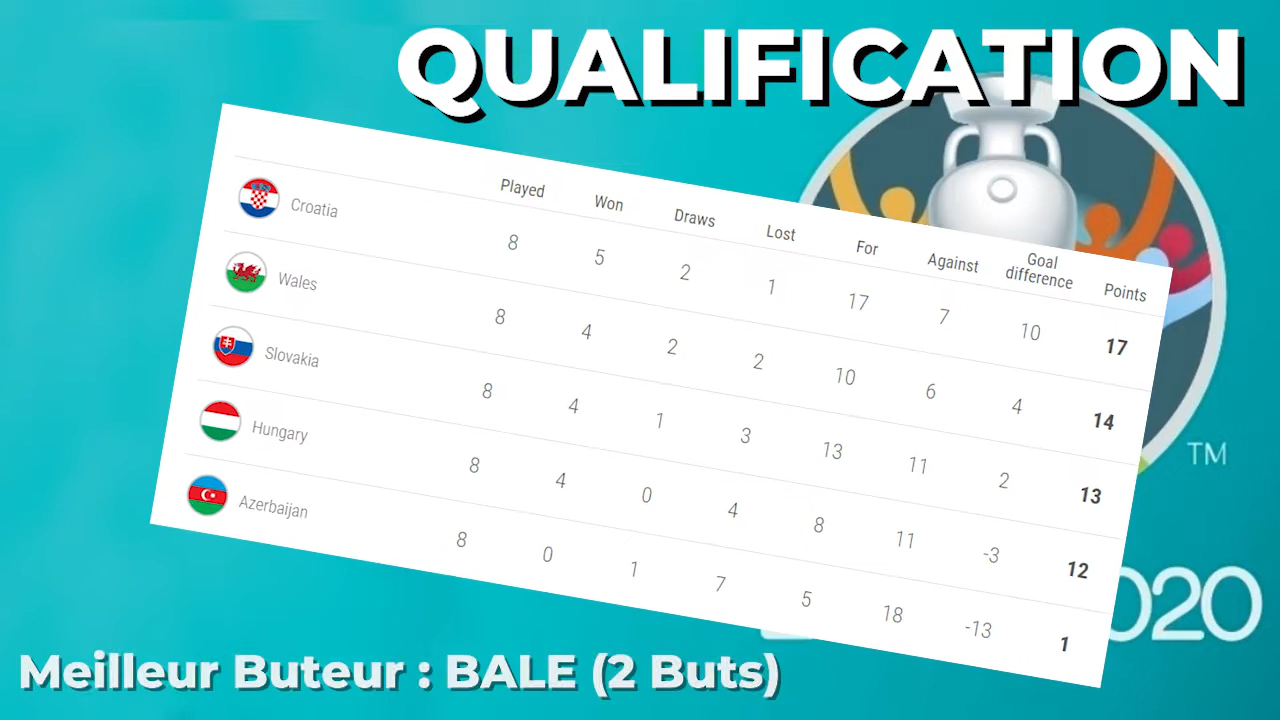 QUALIFICATION
Played Won Draws Lost For Against Goal difference Points
Croatia 8 5 2 1 17 7 10 17
Wales 8 4 2 2 10 6 4 14
Slovakia 8 4 1 3 13 11 2 13
Hungary 8 4 0 4 8 11 -3 12
Azerbaijan 8 0 1 7 5 18 -13 1
TM
2020
Meilleur Buteur : BALE (2 Buts)